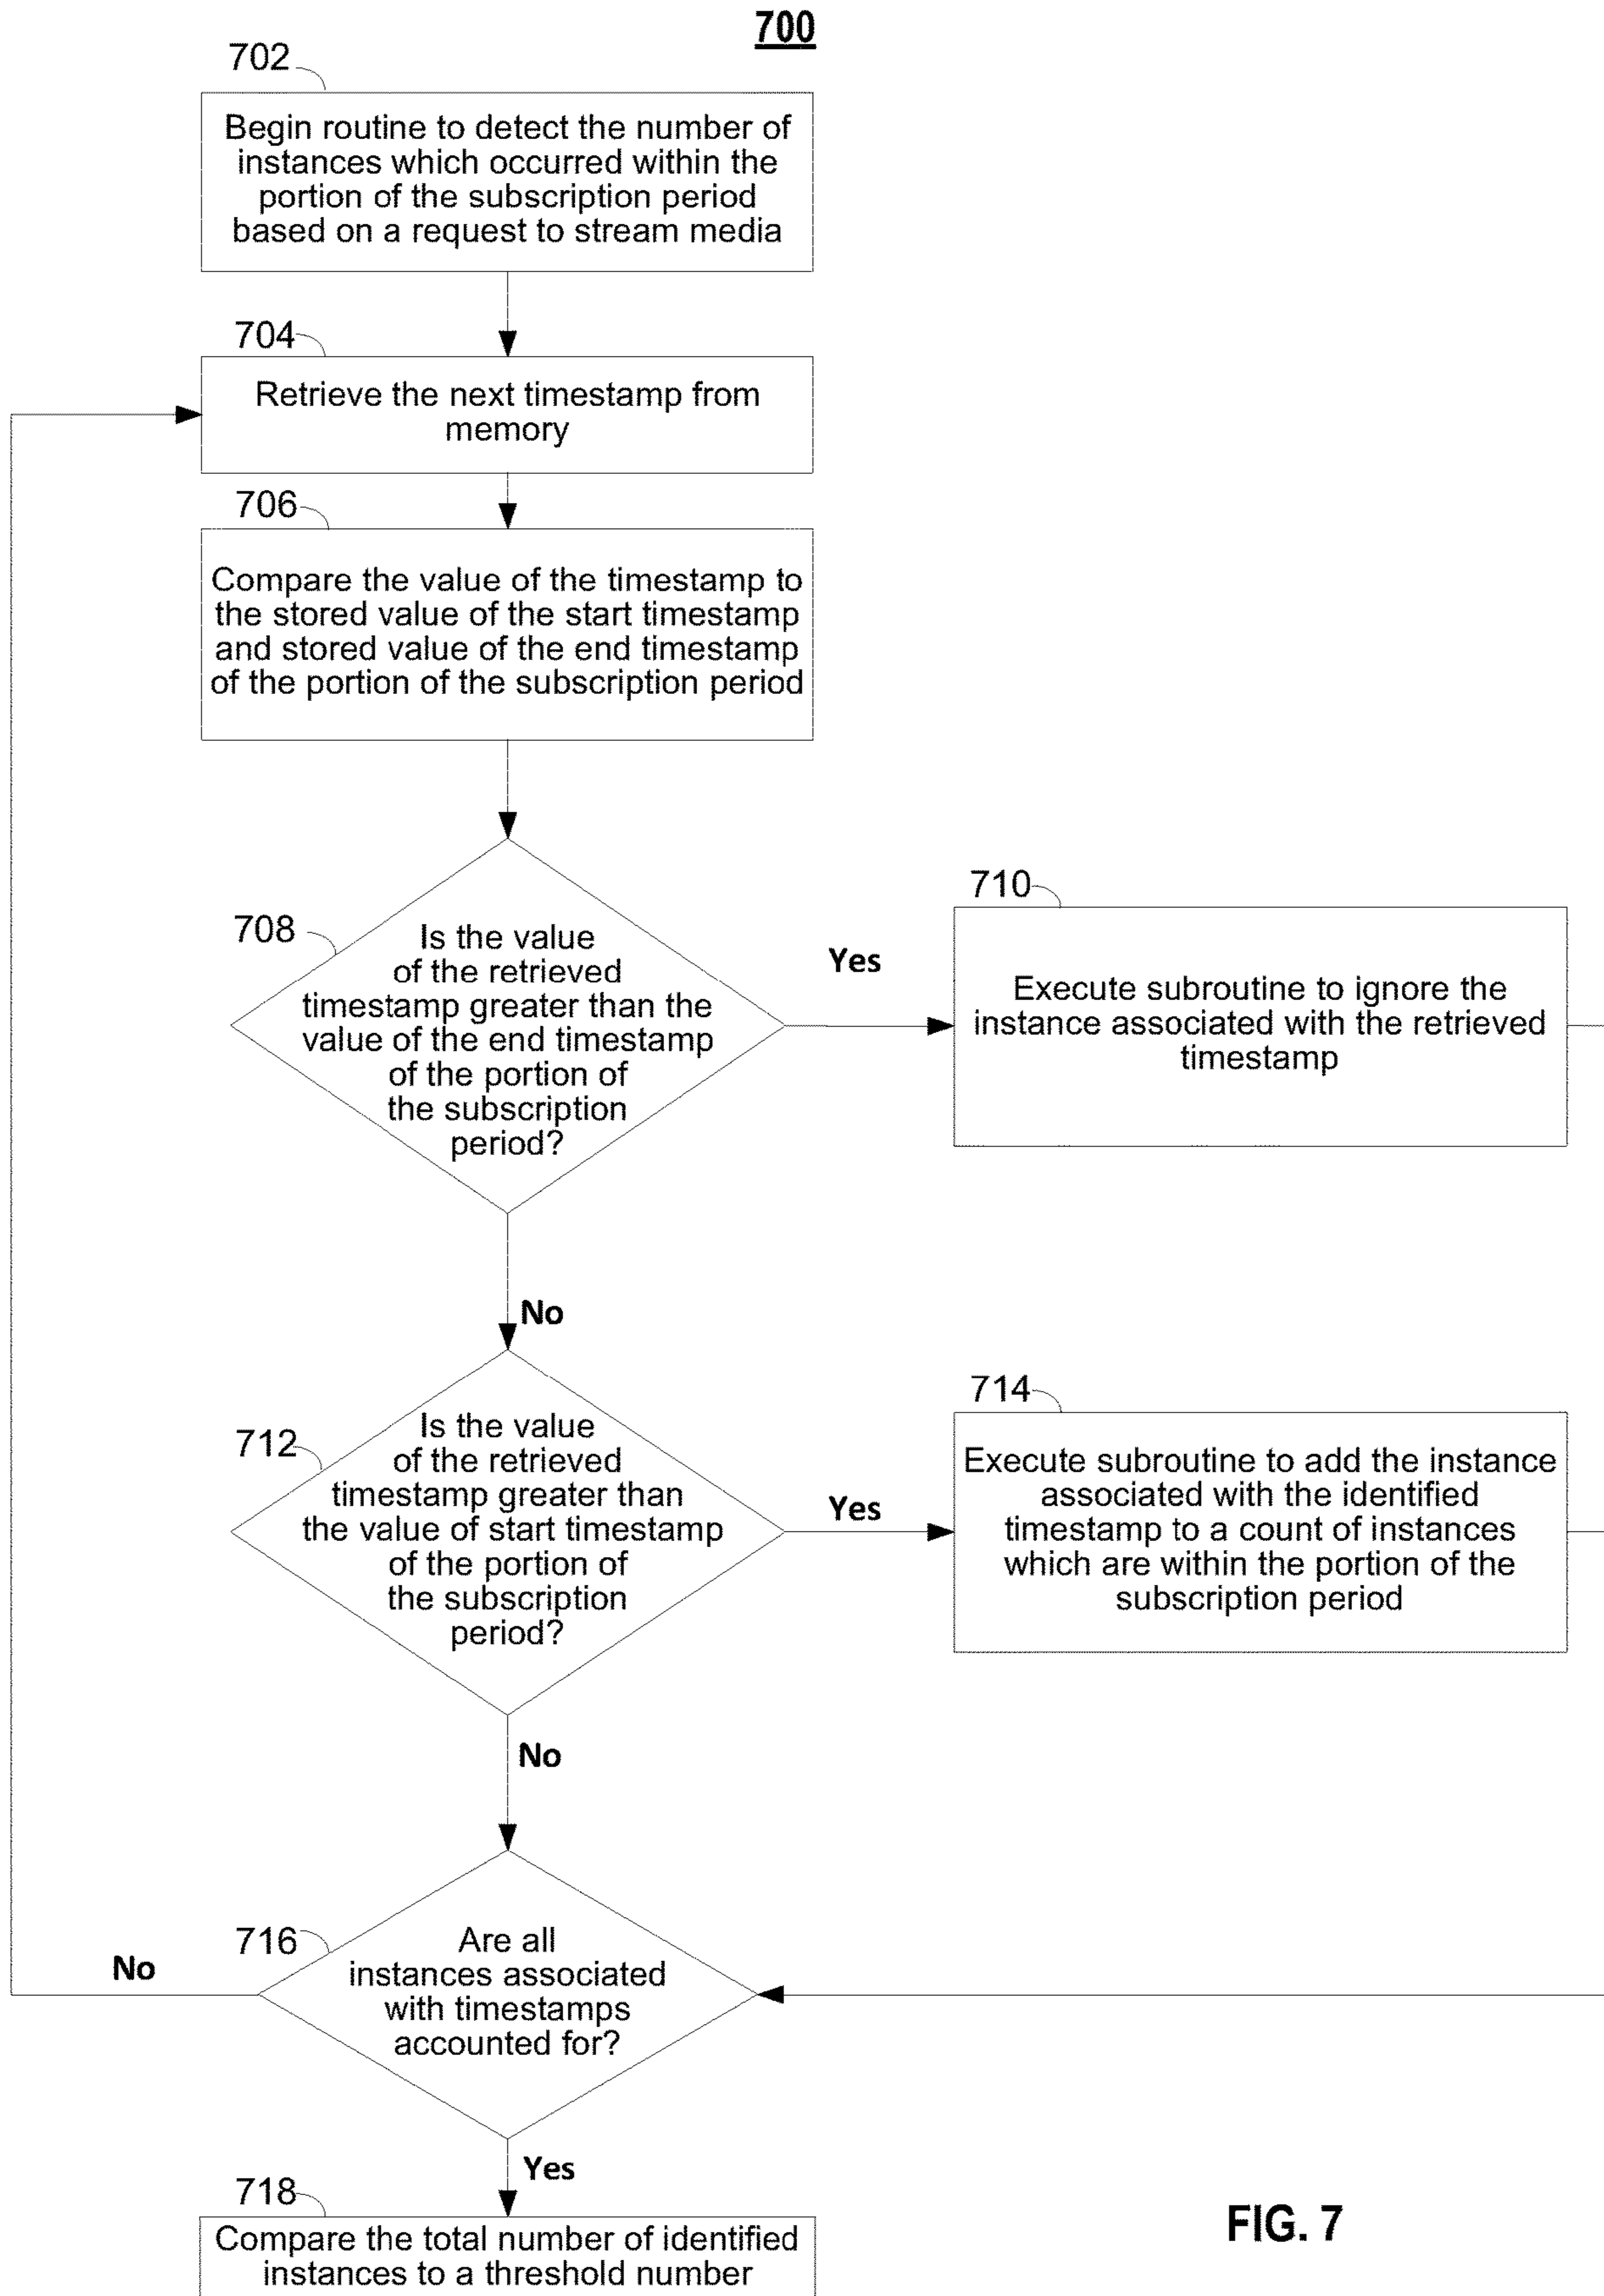 700
702
Begin routine to detect the number of
instances which occurred within the
portion of the subscription period
based on a request to stream media
704
Retrieve the next timestamp from
memory
706
Compare the value of the timestamp to
the stored value of the start timestamp
and stored value of the end timestamp
of the portion of the subscription period
708
Is the value
of the retrieved
timestamp greater than the
value of the end timestamp
of the portion of
the subscription
period?
Yes
710
Execute subroutine to ignore the
instance associated with the retrieved
timestamp
No
712
Is the value
of the retrieved
timestamp greater than
the value of start timestamp
of the portion of
the subscription
period?
Yes
714
Execute subroutine to add the instance
associated with the identified
timestamp to a count of instances
which are within the portion of the
subscription period
No
716
Are all
instances associated
with timestamps
accounted for?
No
Yes
718
Compare the total number of identified
instances to a threshold number
FIG. 7